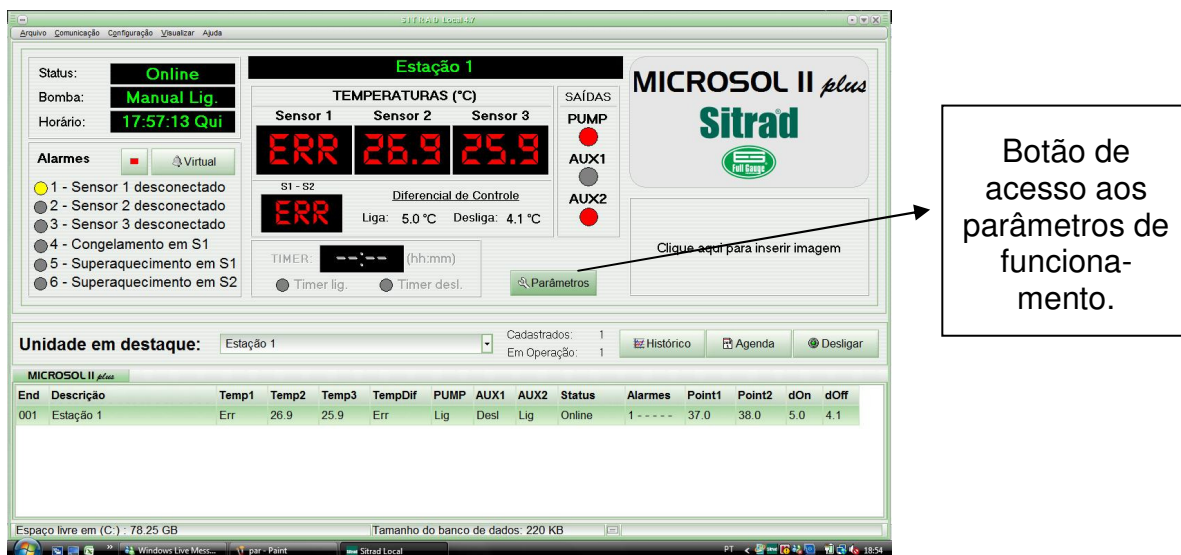 SITRAD Local 4.7
Arquivo Comunicação Configuração Visualizar Ajuda
Status: Online
Bomba: Manual Lig.
Horário: 17:57:13 Qui
Alarmes
Virtual
1 - Sensor 1 desconectado
2 - Sensor 2 desconectado
3 - Sensor 3 desconectado
4 - Congelamento em S1
5 - Superaquecimento em S1
6 - Superaquecimento em S2
Estação 1
TEMPERATURAS (°C)
Sensor 1 Sensor 2 Sensor 3
ERR 26.9 25.9
S1 - S2
ERR
Diferencial de Controle
Liga: 5.0 °C Desliga: 4.1 °C
TIMER: --:-- (hh:mm)
Timer lig. Timer desl.
SAÍDAS
PUMP
AUX1
AUX2
Parâmetros
MICROSOL II plus
Sitrad
Full Gauge
Clique aqui para inserir imagem
Botão de
acesso aos
parâmetros de
funciona-
mento.
Unidade em destaque: Estação 1
Cadastrados: 1
Em Operação: 1
Histórico Agenda Desligar
MICROSOL II plus
End Descrição Temp1 Temp2 Temp3 TempDif PUMP AUX1 AUX2 Status Alarmes Point1 Point2 dOn dOff
001 Estação 1 Err 26.9 25.9 Err Lig Desl Lig Online 1 - - - - - 37.0 38.0 5.0 4.1
Espaço livre em (C:) : 78.25 GB Tamanho do banco de dados: 220 KB
Windows Live Mess... par - Paint Sitrad Local PT 18:54